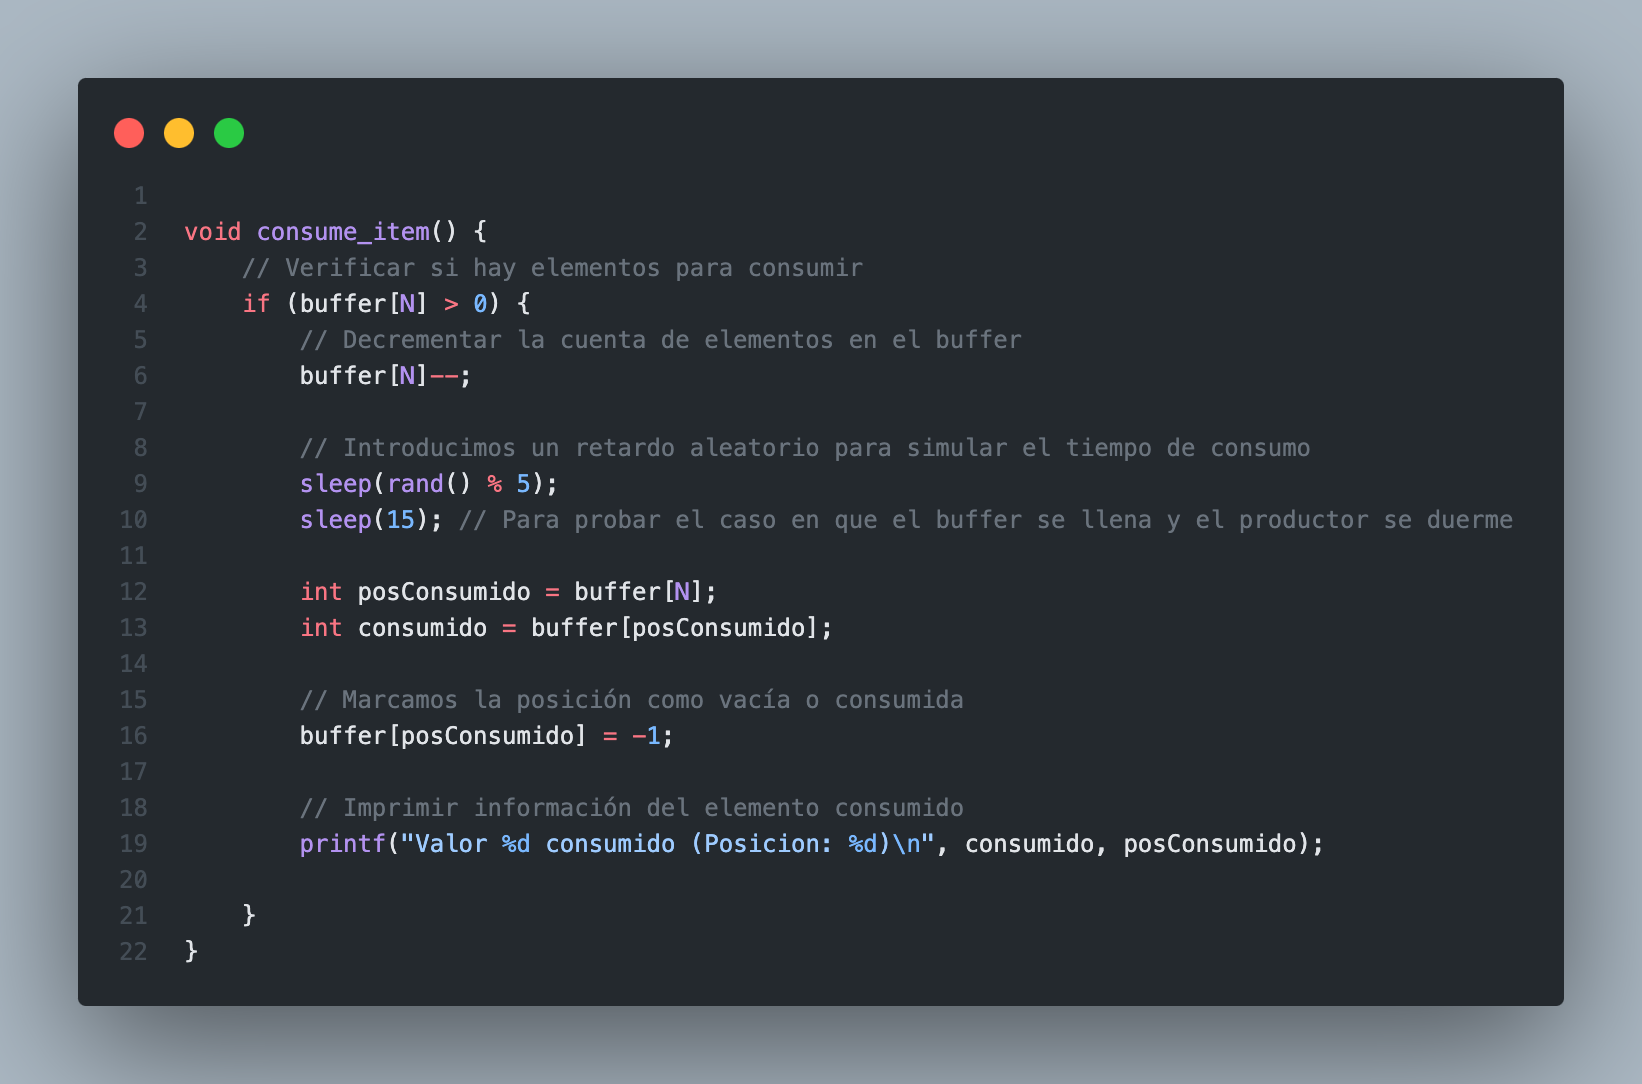 1
2 void consume_item() {
3     // Verificar si hay elementos para consumir
4     if (buffer[N] > 0) {
5         // Decrementar la cuenta de elementos en el buffer
6         buffer[N]--;
7
8         // Introducimos un retardo aleatorio para simular el tiempo de consumo
9         sleep(rand() % 5);
10         sleep(15); // Para probar el caso en que el buffer se llena y el productor se duerme
11
12         int posConsumido = buffer[N];
13         int consumido = buffer[posConsumido];
14
15         // Marcamos la posición como vacía o consumida
16         buffer[posConsumido] = -1;
17
18         // Imprimir información del elemento consumido
19         printf("Valor %d consumido (Posicion: %d)\n", consumido, posConsumido);
20
21     }
22 }